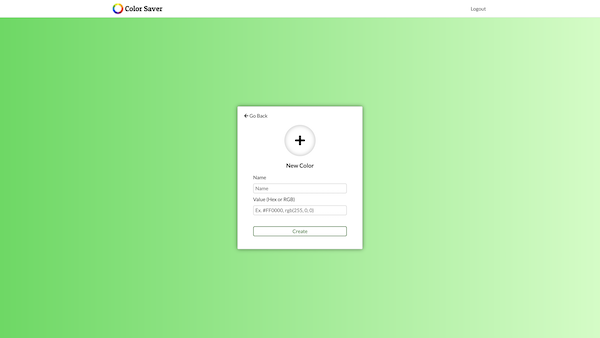 Color Saver
Logout
Go Back
New Color
Name
Name
Value (Hex or RGB)
Ex. #FF0000, rgb(255, 0, 0)
Create